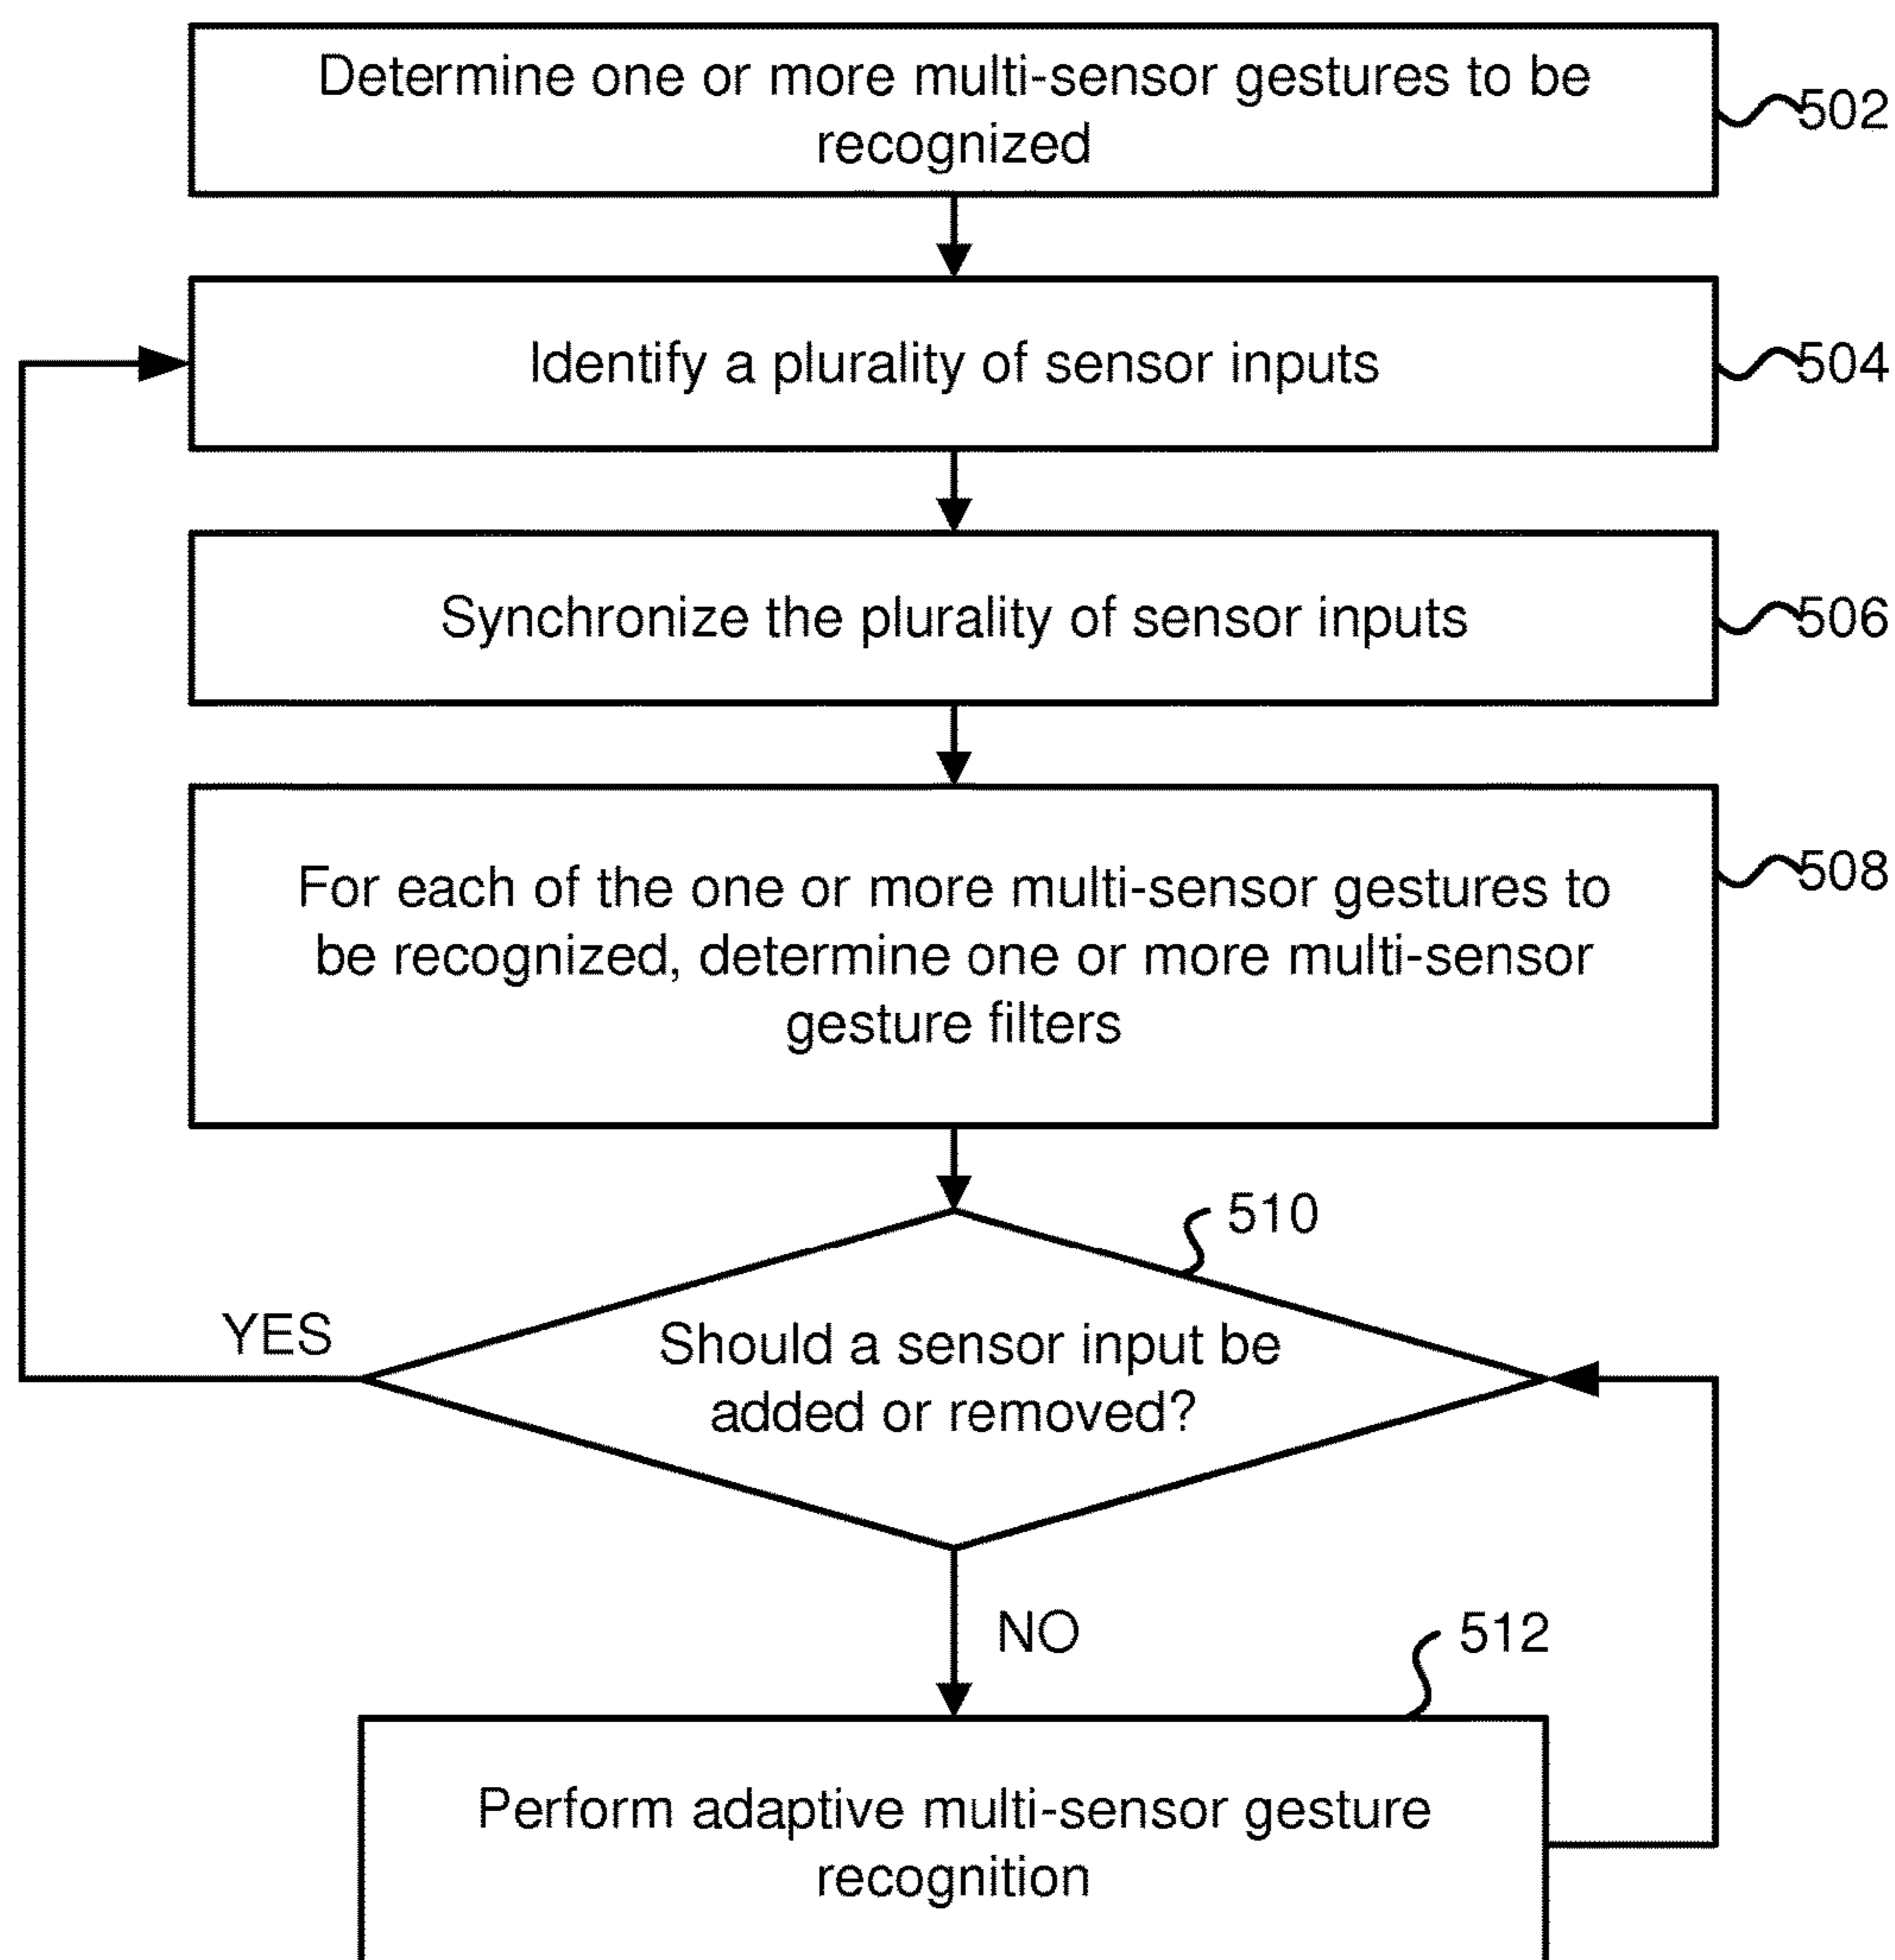 Determine one or more multi-sensor gestures to be
recognized
502
Identify a plurality of sensor inputs
504
Synchronize the plurality of sensor inputs
506
For each of the one or more multi-sensor gestures to
be recognized, determine one or more multi-sensor
gesture filters
508
510
Should a sensor input be
added or removed?
YES
NO
512
Perform adaptive multi-sensor gesture
recognition